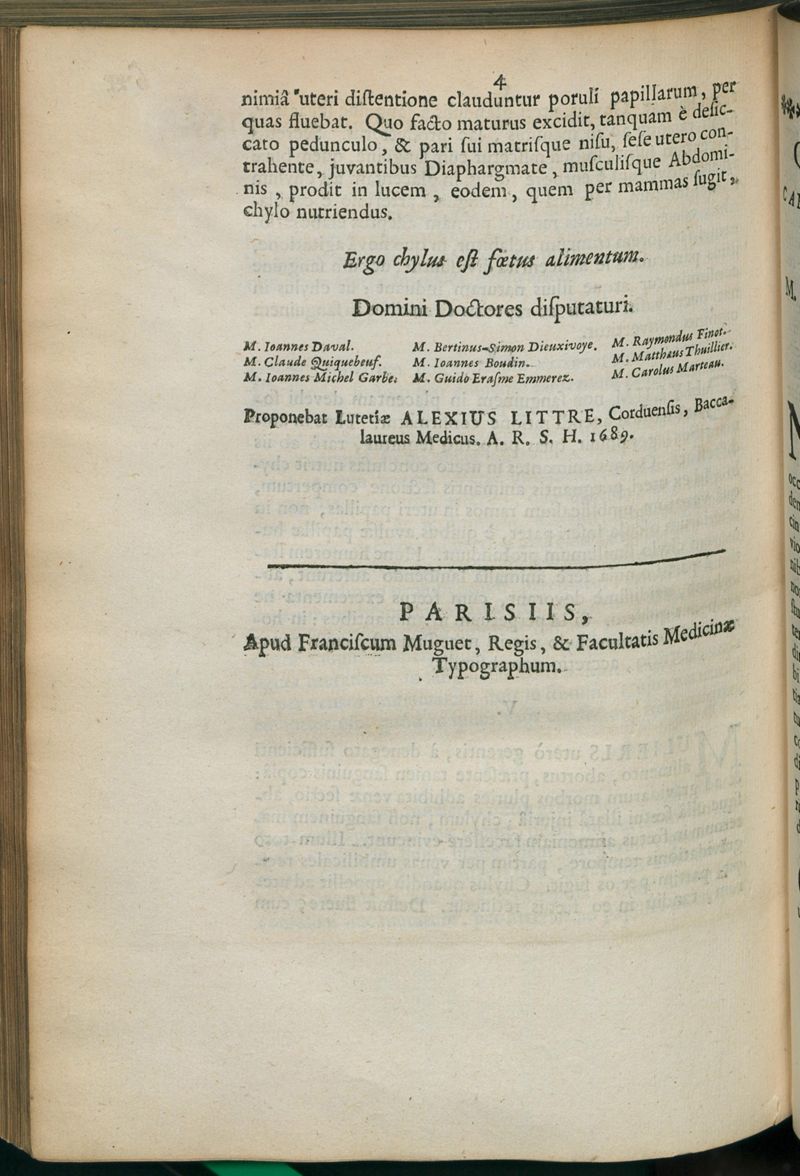 4
nimiâ uteri diſtentione clauduntur poruli papillarum, per
quas fluebat. Quo facto maturus excidit, tanquam è deſic-
cato pedunculo, & pari ſui matriſque niſu, ſeſe utero con-
trahente, juvantibus Diaphargmate, muſculiſque Abdomi-
nis, prodit in lucem, eodem, quem per mammas ſugit,
chylo nutriendus.
Ergo chylus eſt fœtus alimentum.
Domini Doctores diſputaturi.
M. Ioannes Daval. M. Bertinus-Simon Dieuxivoye. M. Raymondus Finot.
M. Claude Quiquebeuf. M. Ioannes Boudin. M. Matthæus Thuillier.
M. Ioannes Michel Garbe. M. Guido Eraſme Emmerez. M. Carolus Marteau.
Proponebat Lutetiæ ALEXIUS LITTRE, Corduenſis, Bacca-
laureus Medicus. A. R. S. H. 1689.
PARISIIS,
Apud Franciſcum Muguet, Regis, & Facultatis Medicinæ
Typographum.